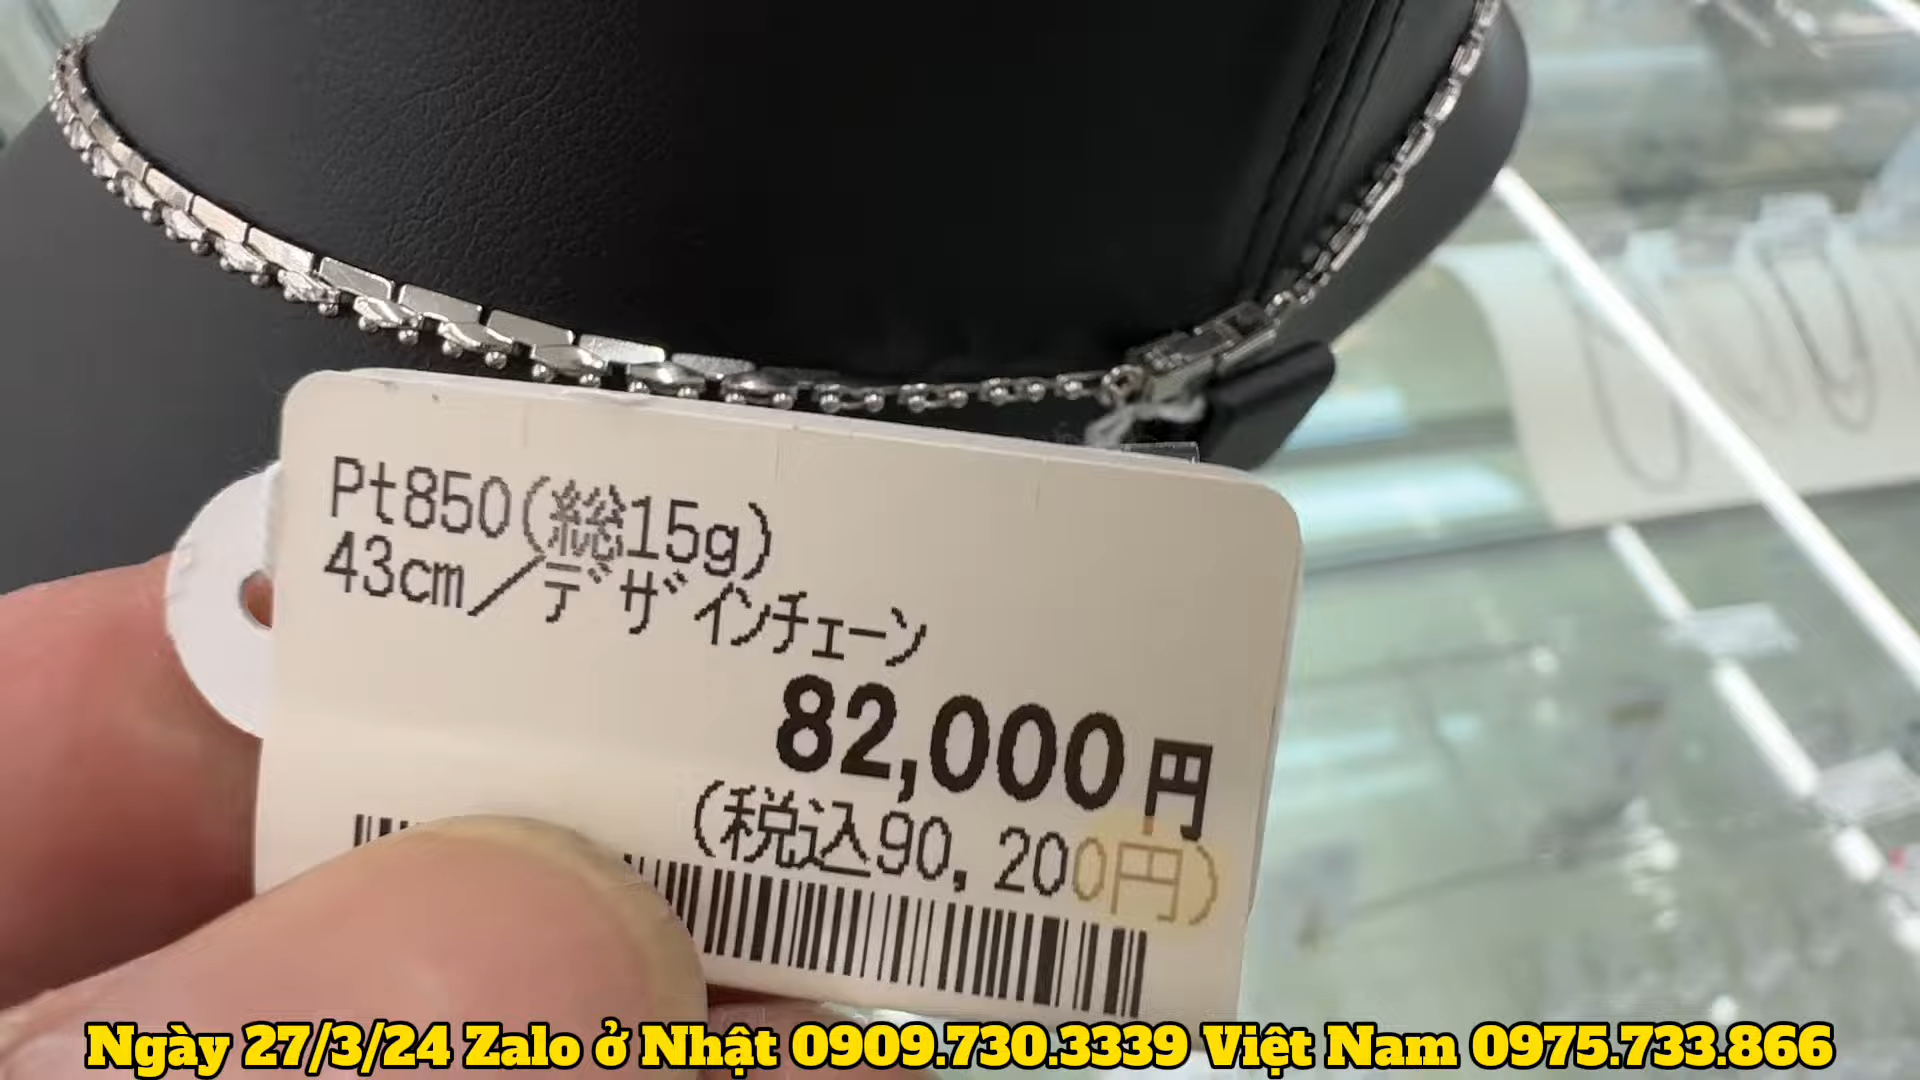 Pt850(総15g)
43cm/デザインチェーン
82,000円
(税込90,200円)
Ngày 27/3/24 Zalo ở Nhật 0909.730.3339 Việt Nam 0975.733.866